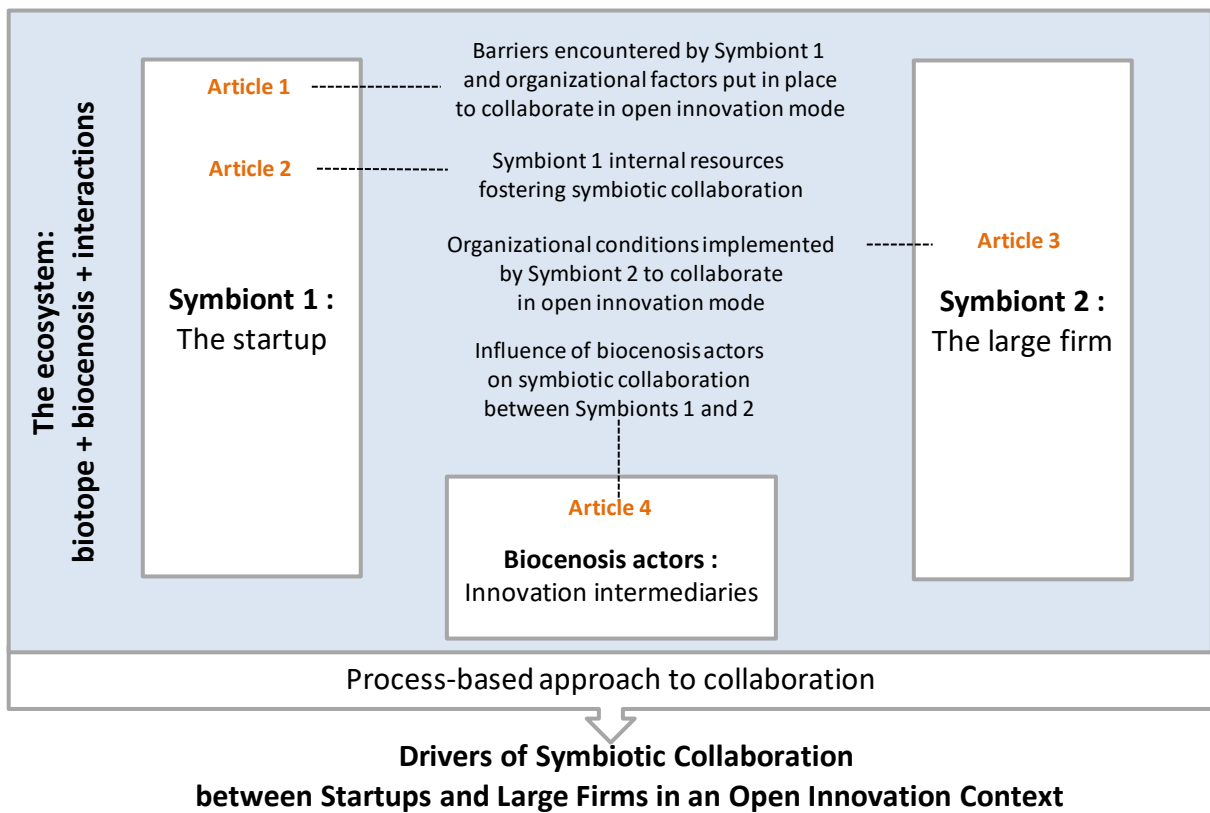 The ecosystem:
biotope + biocenosis + interactions
Article 1
Barriers encountered by Symbiont 1
and organizational factors put in place
to collaborate in open innovation mode
Article 2
Symbiont 1 internal resources
fostering symbiotic collaboration
Symbiont 1 :
The startup
Organizational conditions implemented
by Symbiont 2 to collaborate
in open innovation mode
Article 3
Symbiont 2 :
The large firm
Influence of biocenosis actors
on symbiotic collaboration
between Symbionts 1 and 2
Article 4
Biocenosis actors :
Innovation intermediaries
Process-based approach to collaboration
Drivers of Symbiotic Collaboration
between Startups and Large Firms in an Open Innovation Context